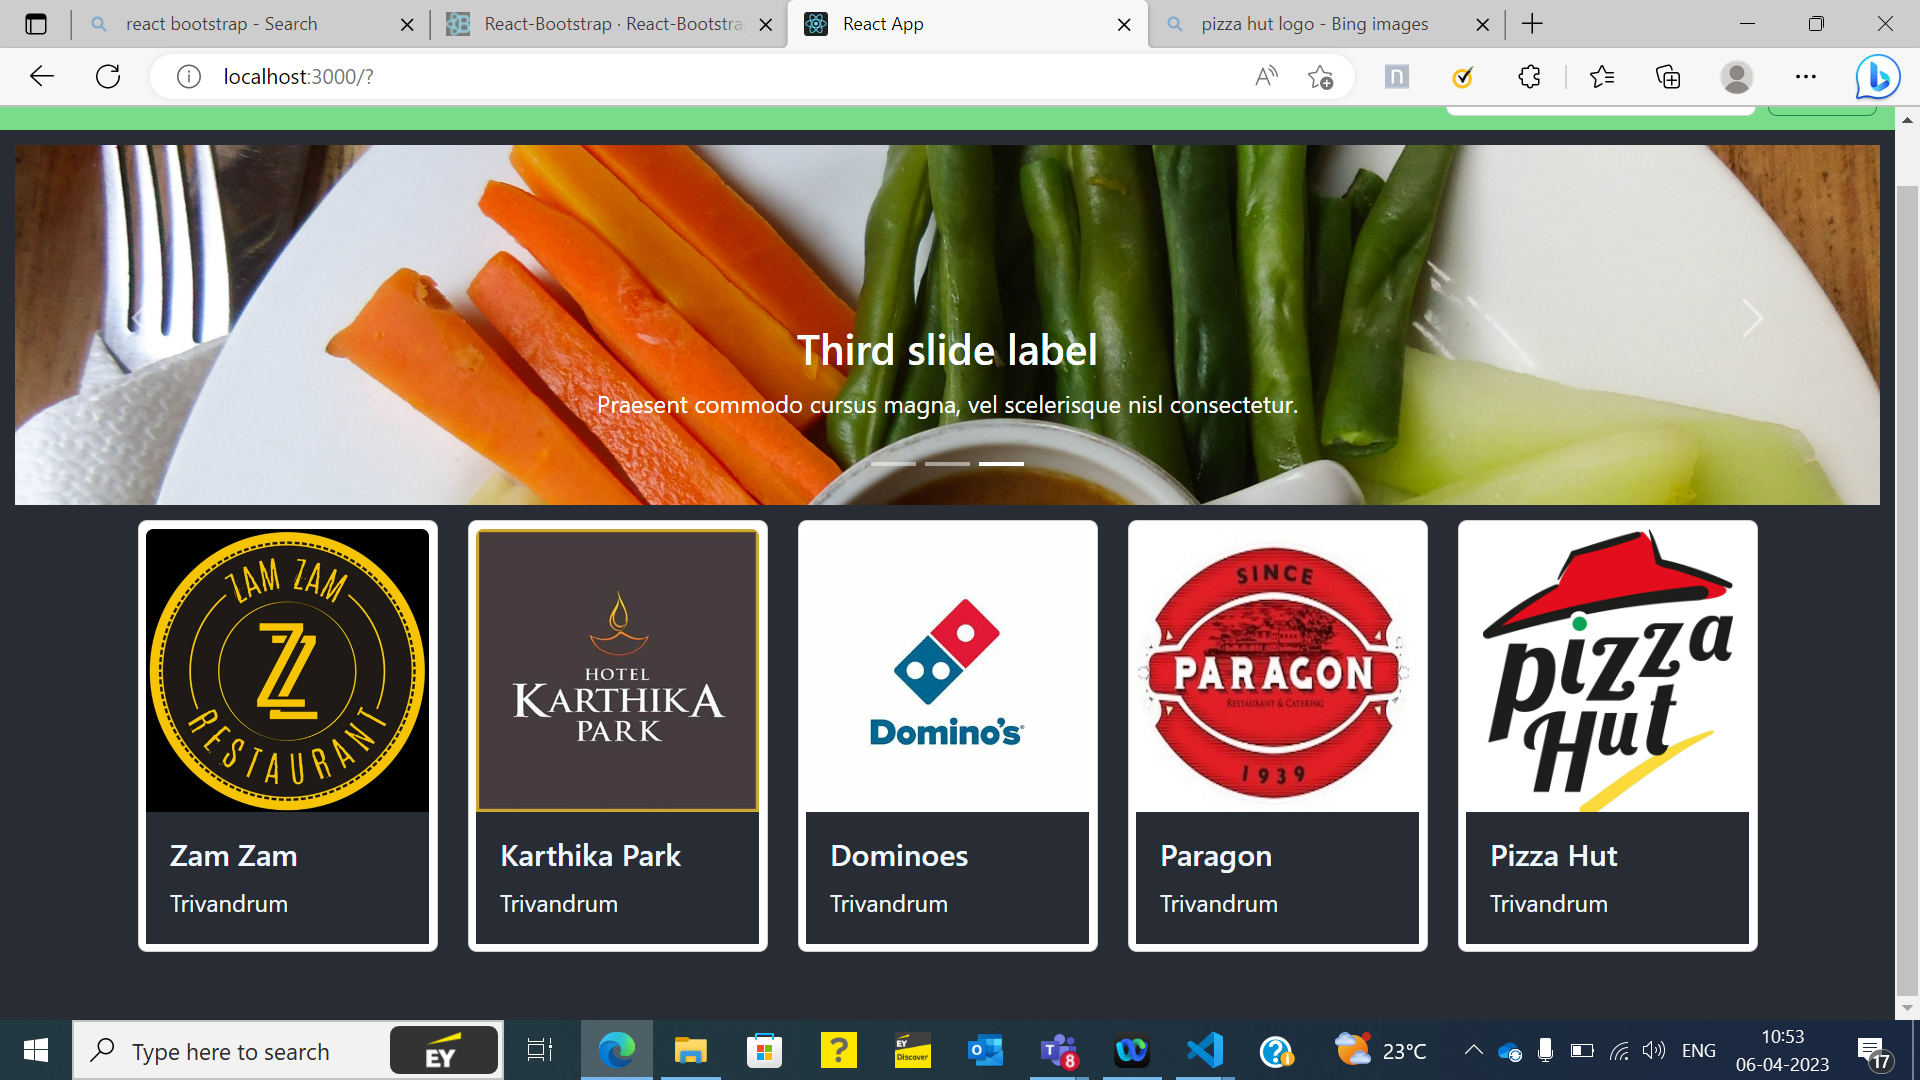 react bootstrap - Search
React-Bootstrap · React-Bootstra
React App
pizza hut logo - Bing images
localhost:3000/?
Third slide label
Praesent commodo cursus magna, vel scelerisque nisl consectetur.
ZAM ZAM
RESTAURANT
HOTEL
KARTHIKA
PARK
Domino's
SINCE
PARAGON
RESTAURANT & CATERING
1939
pizza
Hut
Zam Zam
Trivandrum
Karthika Park
Trivandrum
Dominoes
Trivandrum
Paragon
Trivandrum
Pizza Hut
Trivandrum
Type here to search
EY
EY
Discover
8
23°C
ENG
10:53
06-04-2023
17